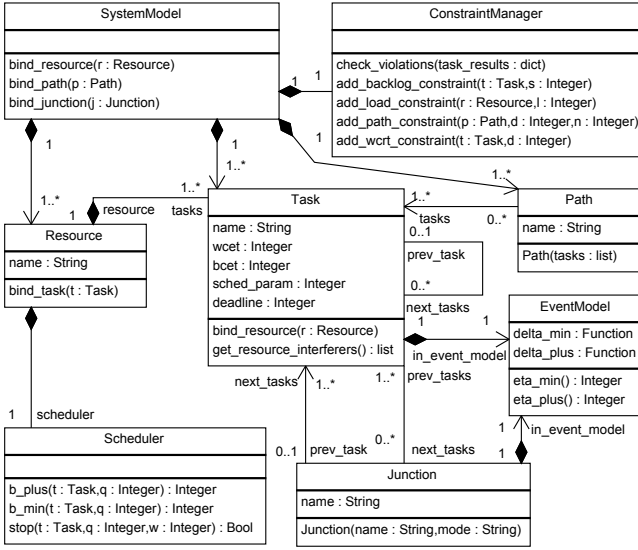 SystemModel
bind_resource(r : Resource)
bind_path(p : Path)
bind_junction(j : Junction)
ConstraintManager
check_violations(task_results : dict)
add_backlog_constraint(t : Task,s : Integer)
add_load_constraint(r : Resource,l : Integer)
add_path_constraint(p : Path,d : Integer,n : Integer)
add_wcrt_constraint(t : Task,d : Integer)
1
1
1
1..*
1
1..*
1
1..*
1
resource
1..*
tasks
Resource
name : String
bind_task(t : Task)
Task
name : String
wcet : Integer
bcet : Integer
sched_param : Integer
deadline : Integer
bind_resource(r : Resource)
get_resource_interferers() : list
1..*
tasks
0..*
Path
name : String
Path(tasks : list)
0..1
prev_task
0..*
next_tasks
1
1
in_event_model
EventModel
delta_min : Function
delta_plus : Function
eta_min() : Integer
eta_plus() : Integer
next_tasks
1..*
1..*
prev_tasks
0..1
prev_task
0..*
next_tasks
1
in_event_model
1
1
scheduler
Scheduler
b_plus(t : Task,q : Integer) : Integer
b_min(t : Task,q : Integer) : Integer
stop(t : Task,q : Integer,w : Integer) : Bool
Junction
name : String
Junction(name : String,mode : String)